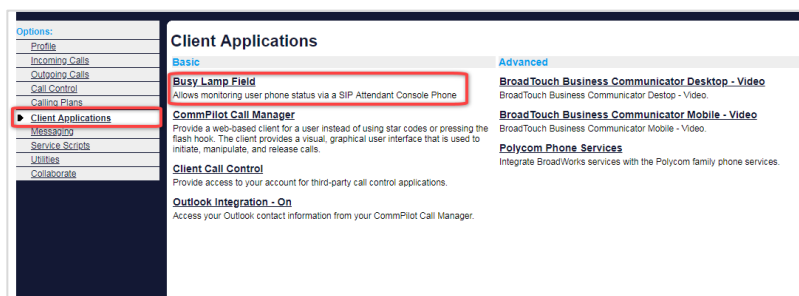 Options:
Profile
Incoming Calls
Outgoing Calls
Call Control
Calling Plans
Client Applications
Messaging
Service Scripts
Utilities
Collaborate
Client Applications
Basic
Busy Lamp Field
Allows monitoring user phone status via a SIP Attendant Console Phone
CommPilot Call Manager
Provide a web-based client for a user instead of using star codes or pressing the
flash hook. The client provides a visual, graphical user interface that is used to
initiate, manipulate, and release calls.
Client Call Control
Provide access to your account for third-party call control applications.
Outlook Integration - On
Access your Outlook contact information from your CommPilot Call Manager.
Advanced
BroadTouch Business Communicator Desktop - Video
BroadTouch Business Communicator Destop - Video.
BroadTouch Business Communicator Mobile - Video
BroadTouch Business Communicator Mobile - Video.
Polycom Phone Services
Integrate BroadWorks services with the Polycom family phone services.